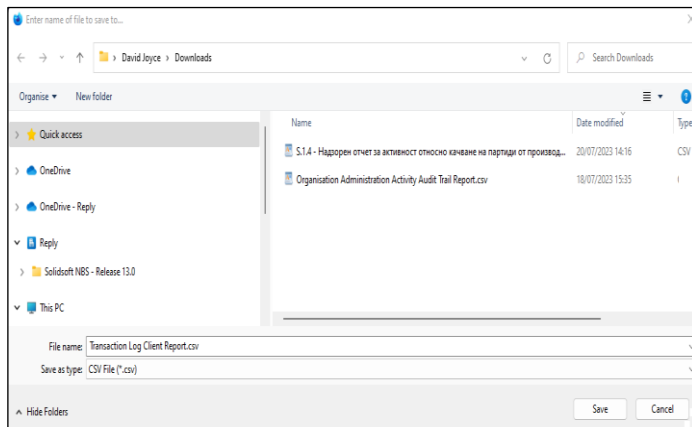 Enter name of file to save to...
David Joyce > Downloads
Search Downloads
Organise New folder
Name Date modified Type
Quick access
S.1.4 - Надзорен отчет за активност относно качване на партиди от производ... 20/07/2023 14:16 CSV
OneDrive
Organisation Administration Activity Audit Trail Report.csv 18/07/2023 15:35
OneDrive - Reply
Reply
Solidsoft NBS - Release 13.0
This PC
File name: Transaction Log Client Report.csv
Save as type: CSV File (*.csv)
Hide Folders Save Cancel